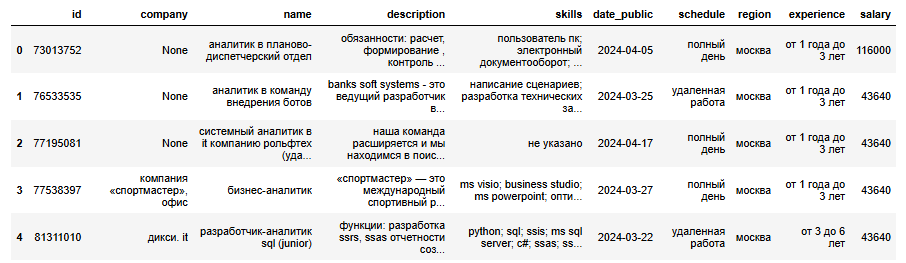 id company name description skills date_public schedule region experience salary
0 73013752 None аналитик в планово-диспетчерский отдел обязанности: расчет, формирование , контроль ... пользователь пк; электронный документооборот; ... 2024-04-05 полный день москва от 1 года до 3 лет 116000
1 76533535 None аналитик в команду внедрения ботов banks soft systems - это ведущий разработчик в... написание сценариев; разработка технических за... 2024-03-25 удаленная работа москва от 1 года до 3 лет 43640
2 77195081 None системный аналитик в it компанию рольфтех (уда... наша команда расширяется и мы находимся в поис... не указано 2024-04-17 полный день москва от 1 года до 3 лет 43640
3 77538397 компания «спортмастер», офис бизнес-аналитик «спортмастер» — это международный спортивный р... ms visio; business studio; ms powerpoint; опти... 2024-03-27 полный день москва от 1 года до 3 лет 43640
4 81311010 дикси. it разработчик-аналитик sql (junior) функции: разработка ssrs, ssas отчетности соз... python; sql; ssis; ms sql server; c#; ssas; ss... 2024-03-22 удаленная работа москва от 3 до 6 лет 43640